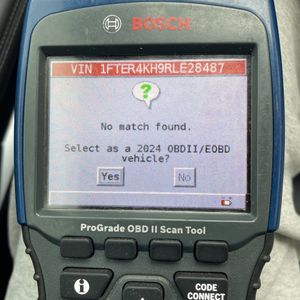 BOSCH
VIN 1FTER4KH9RLE28487
?
No match found.
Select as a 2024 OBDII/EOBD
vehicle?
Yes No
ProGrade OBD II Scan Tool
i
CODE
CONNECT